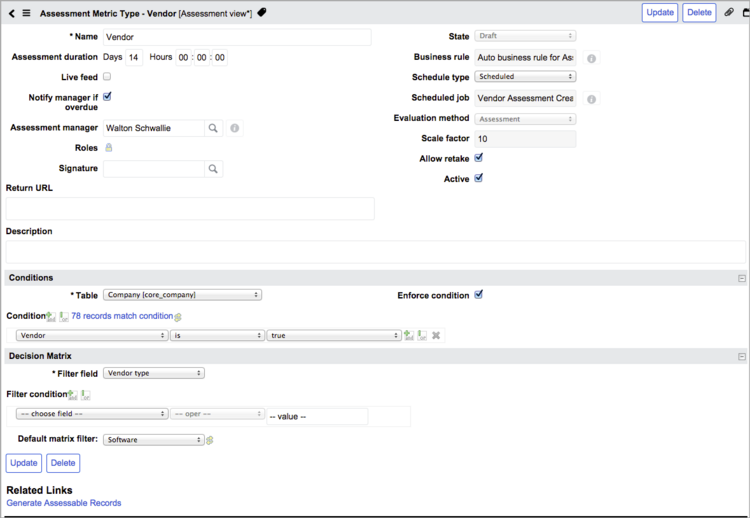 Assessment Metric Type - Vendor [Assessment view*] Update Delete
* Name Vendor State Draft
Assessment duration Days 14 Hours 00 : 00 : 00 Business rule Auto business rule for Ass
Live feed Schedule type Scheduled
Notify manager if overdue Scheduled job Vendor Assessment Crea
Assessment manager Walton Schwallie Evaluation method Assessment
Roles Scale factor 10
Signature Allow retake
Active
Return URL
Description
Conditions
* Table Company [core_company] Enforce condition
Condition 78 records match condition
Vendor is true
Decision Matrix
* Filter field Vendor type
Filter condition
-- choose field -- -- oper -- -- value --
Default matrix filter: Software
Update Delete
Related Links
Generate Assessable Records